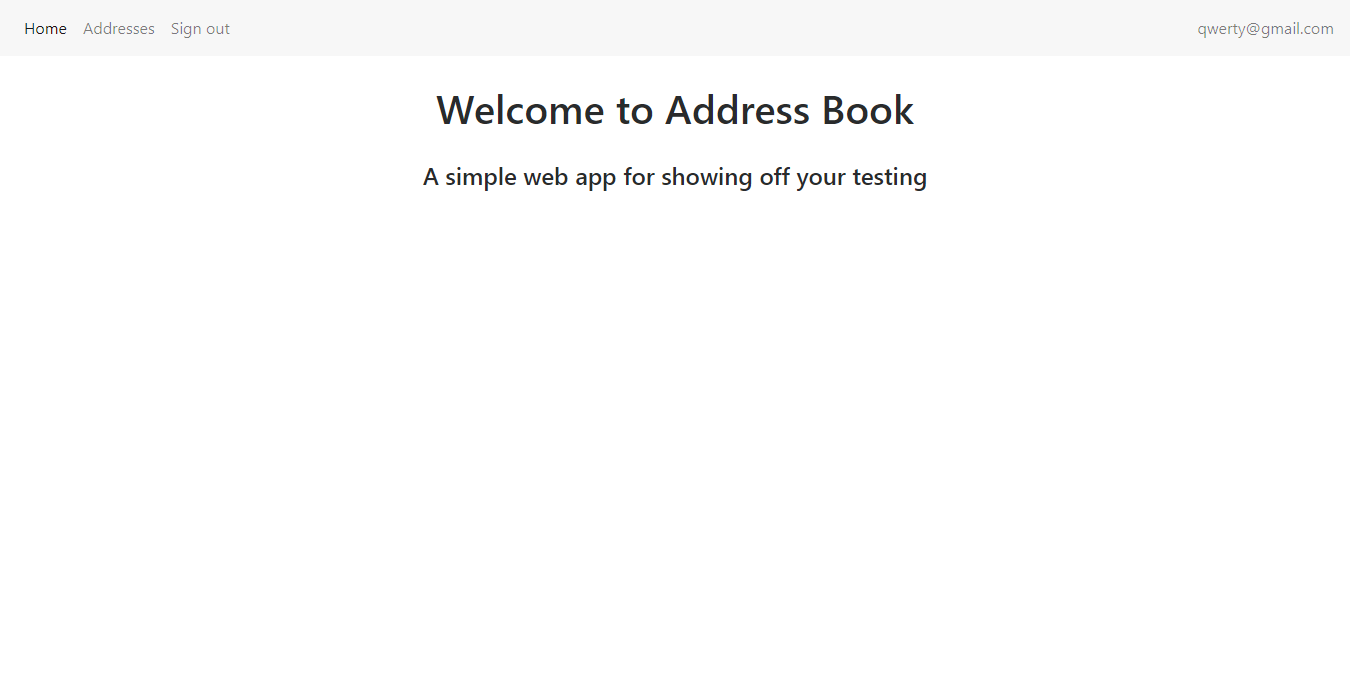 Home Addresses Sign out qwerty@gmail.com
Welcome to Address Book
A simple web app for showing off your testing